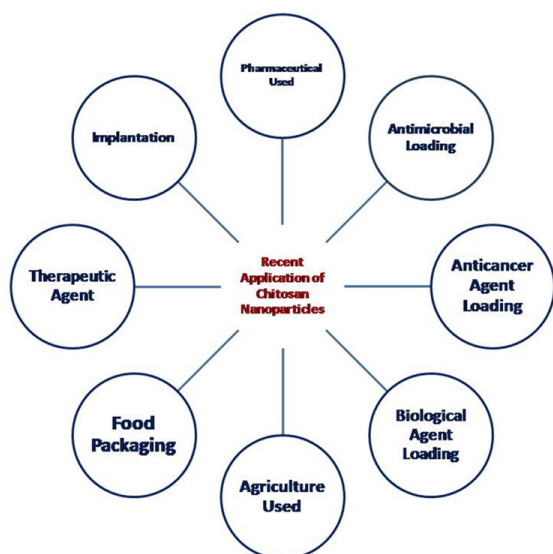 Pharmaceutical
Used
Antimicrobial
Loading
Anticancer
Agent
Loading
Biological
Agent
Loading
Agriculture
Used
Food
Packaging
Therapeutic
Agent
Implantation
Recent
Application of
Chitosan
Nanoparticles